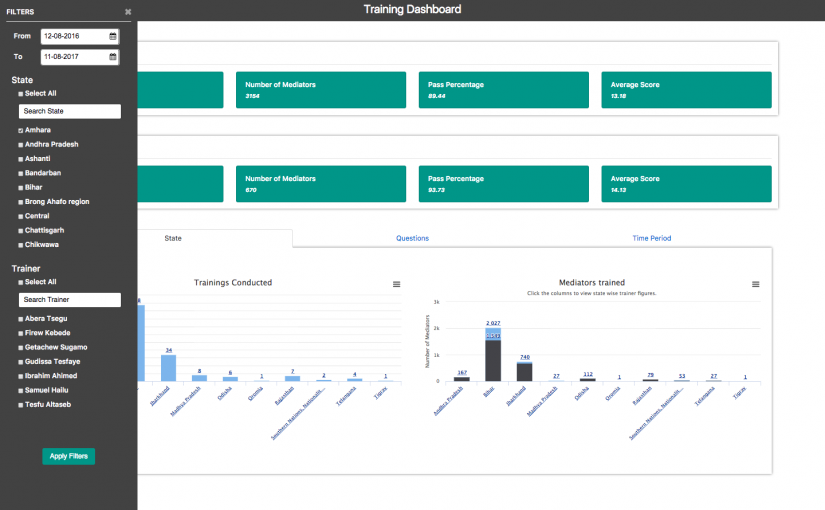 Training Dashboard
FILTERS
From 12-08-2016
To 11-08-2017
State
Select All
Search State
Amhara
Andhra Pradesh
Ashanti
Bandarban
Bihar
Brong Ahafo region
Central
Chattisgarh
Chikwawa
Trainer
Select All
Search Trainer
Abera Tsegu
Firew Kebede
Getachew Sugamo
Gudissa Tesfaye
Ibrahim Ahimed
Samuel Hailu
Tesfu Altaseb
Apply Filters
Number of Mediators
3154
Pass Percentage
89.44
Average Score
13.18
Number of Mediators
670
Pass Percentage
93.73
Average Score
14.13
State
Questions
Time Period
Trainings Conducted
8
34
8
6
1
7
2
4
1
Jharkhand
Madhya Pradesh
Odisha
Oromia
Rajasthan
Southern Nations, Nationalit...
Telangana
Tigray
Mediators trained
Click the columns to view state wise trainer figures.
Number of Mediators
3k
2k
1k
0
167
2 027
740
27
112
1
79
53
27
1
Andhra Pradesh
Bihar
Jharkhand
Madhya Pradesh
Odisha
Oromia
Rajasthan
Southern Nations, Nationalit...
Telangana
Tigray